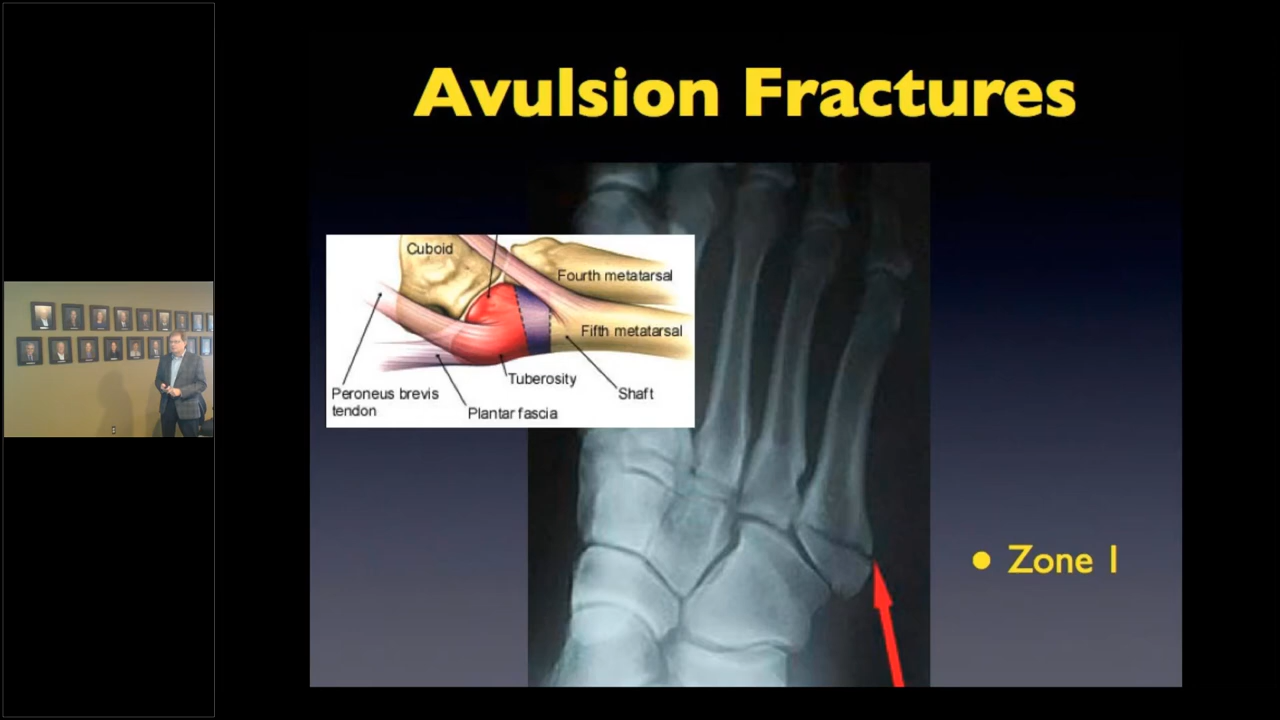 Avulsion Fractures
Cuboid
Fourth metatarsal
Fifth metatarsal
Tuberosity
Shaft
Peroneus brevis
tendon
Plantar fascia
• Zone 1